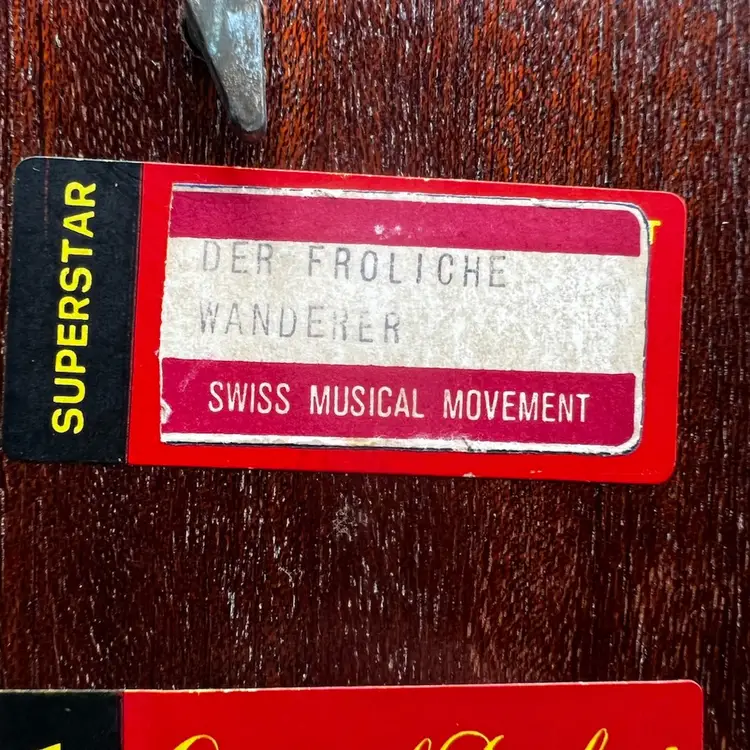 SUPERSTAR
DER FROLICHE
WANDERER
SWISS MUSICAL MOVEMENT